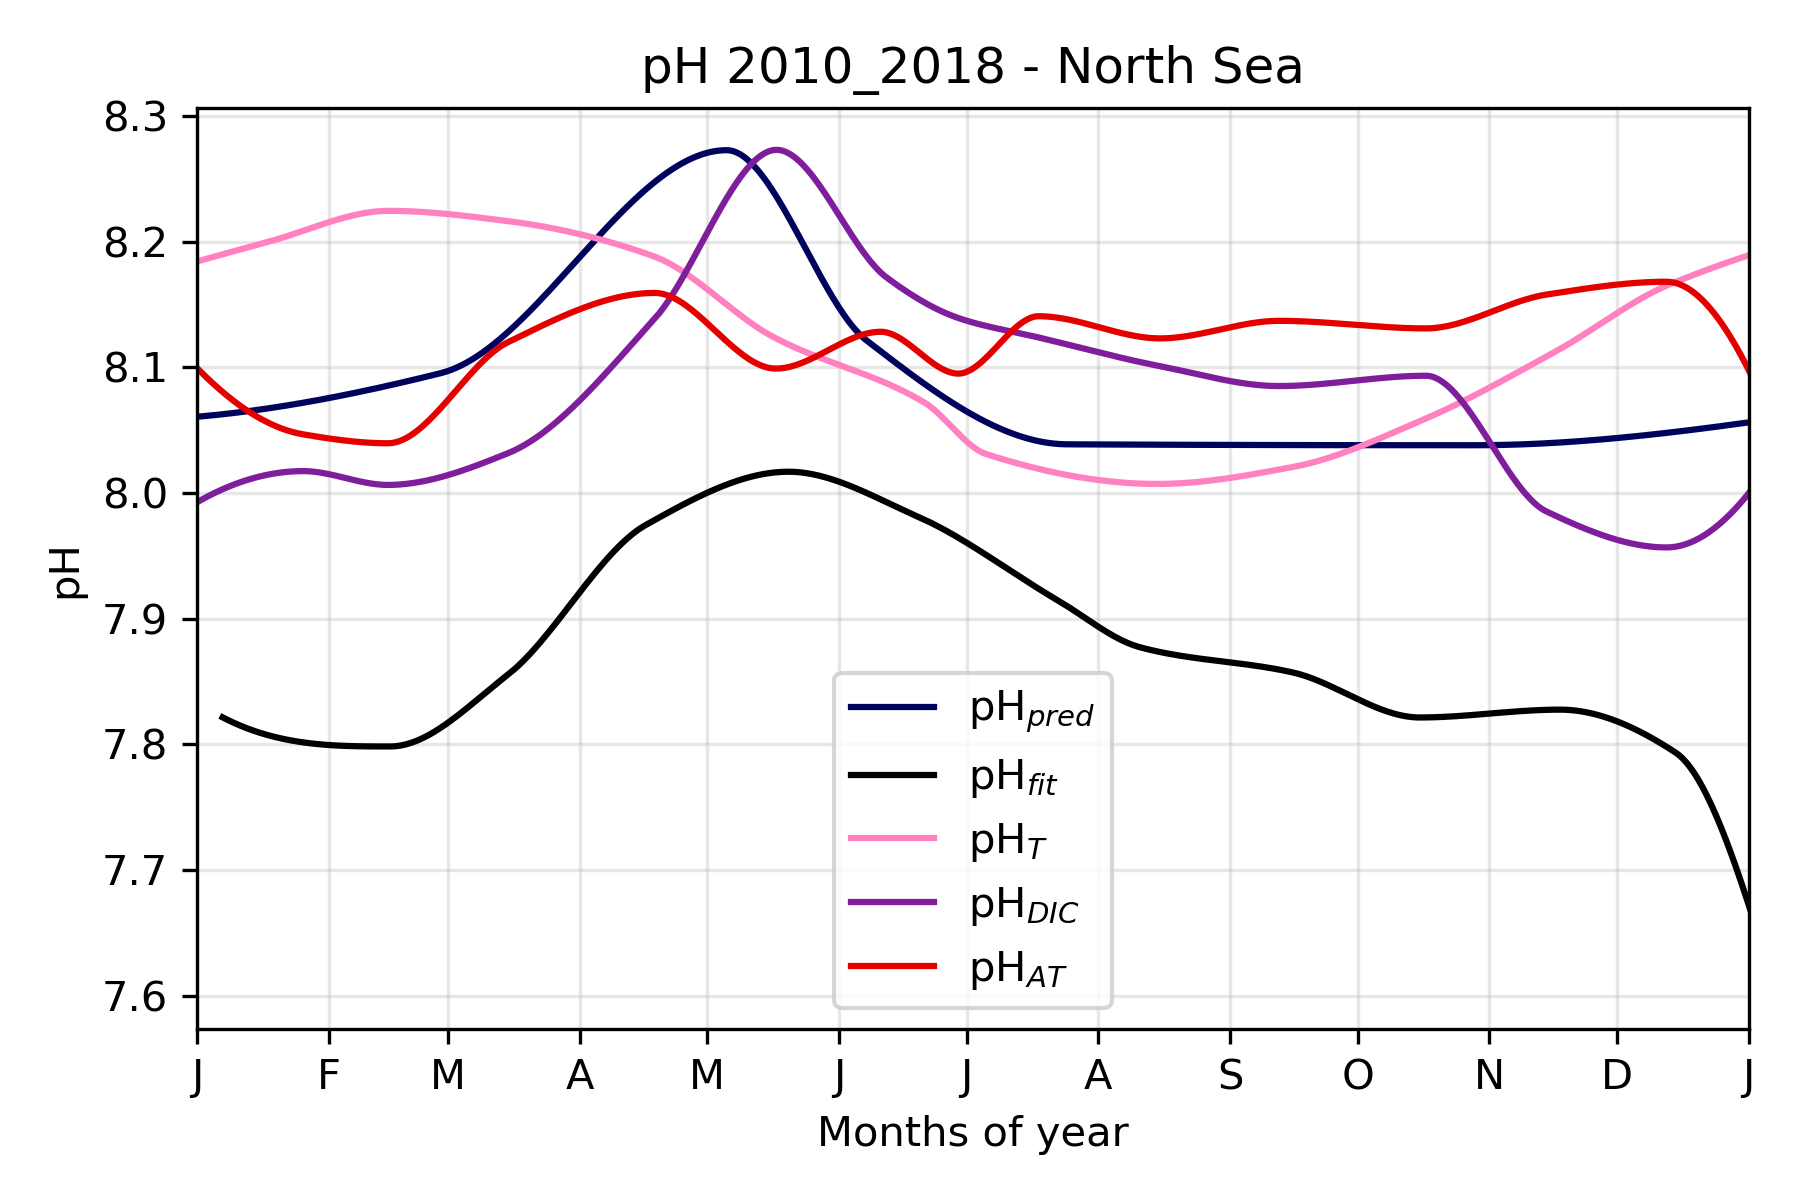 pH 2010_2018 - North Sea
8.3
8.2
8.1
8.0
7.9
7.8
7.7
7.6
pH
pHpred
pHfit
pHT
pHDIC
pHAT
J F M A M J J A S O N D J
Months of year